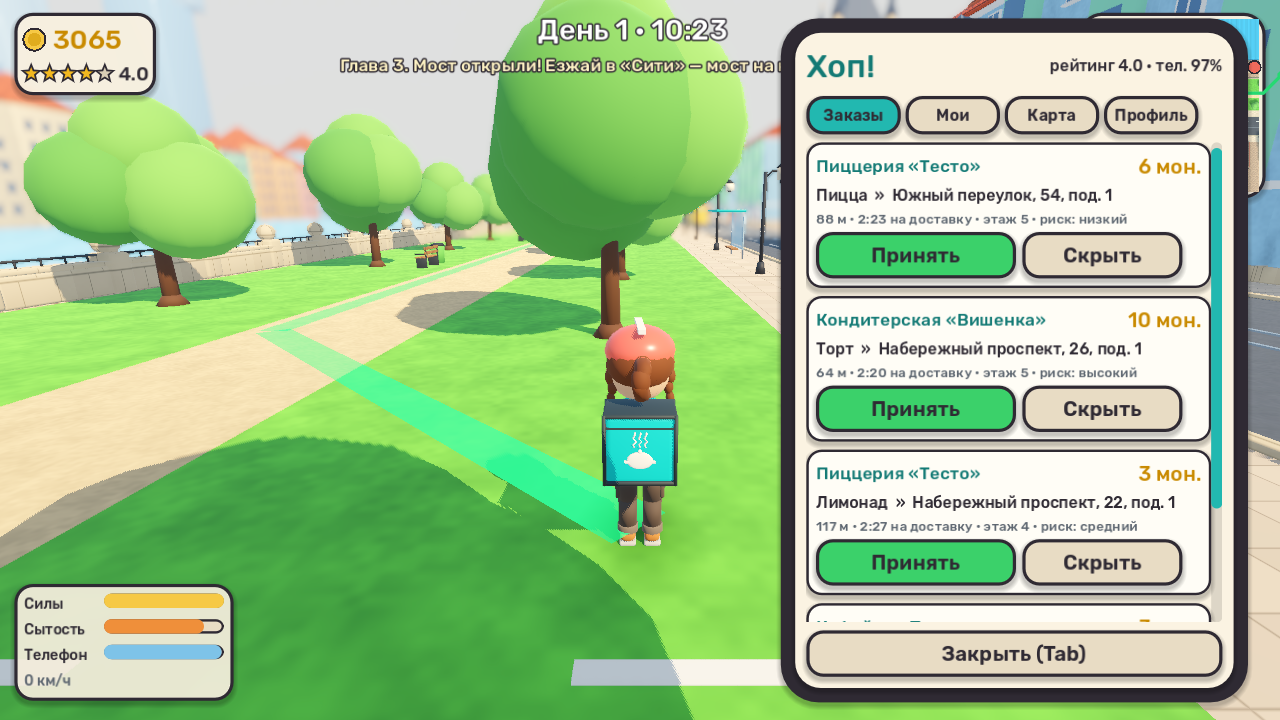 3065
4.0
День 1 • 10:23
Глава 3. Мост открыли! Езжай в «Сити» — мост на
Хоп!
рейтинг 4.0 • тел. 97%
Заказы
Мои
Карта
Профиль
Пиццерия «Тесто»
6 мон.
Пицца » Южный переулок, 54, под. 1
88 м • 2:23 на доставку • этаж 5 • риск: низкий
Принять
Скрыть
Кондитерская «Вишенка»
10 мон.
Торт » Набережный проспект, 26, под. 1
64 м • 2:20 на доставку • этаж 5 • риск: высокий
Принять
Скрыть
Пиццерия «Тесто»
3 мон.
Лимонад » Набережный проспект, 22, под. 1
117 м • 2:27 на доставку • этаж 4 • риск: средний
Принять
Скрыть
Закрыть (Tab)
Силы
Сытость
Телефон
0 км/ч